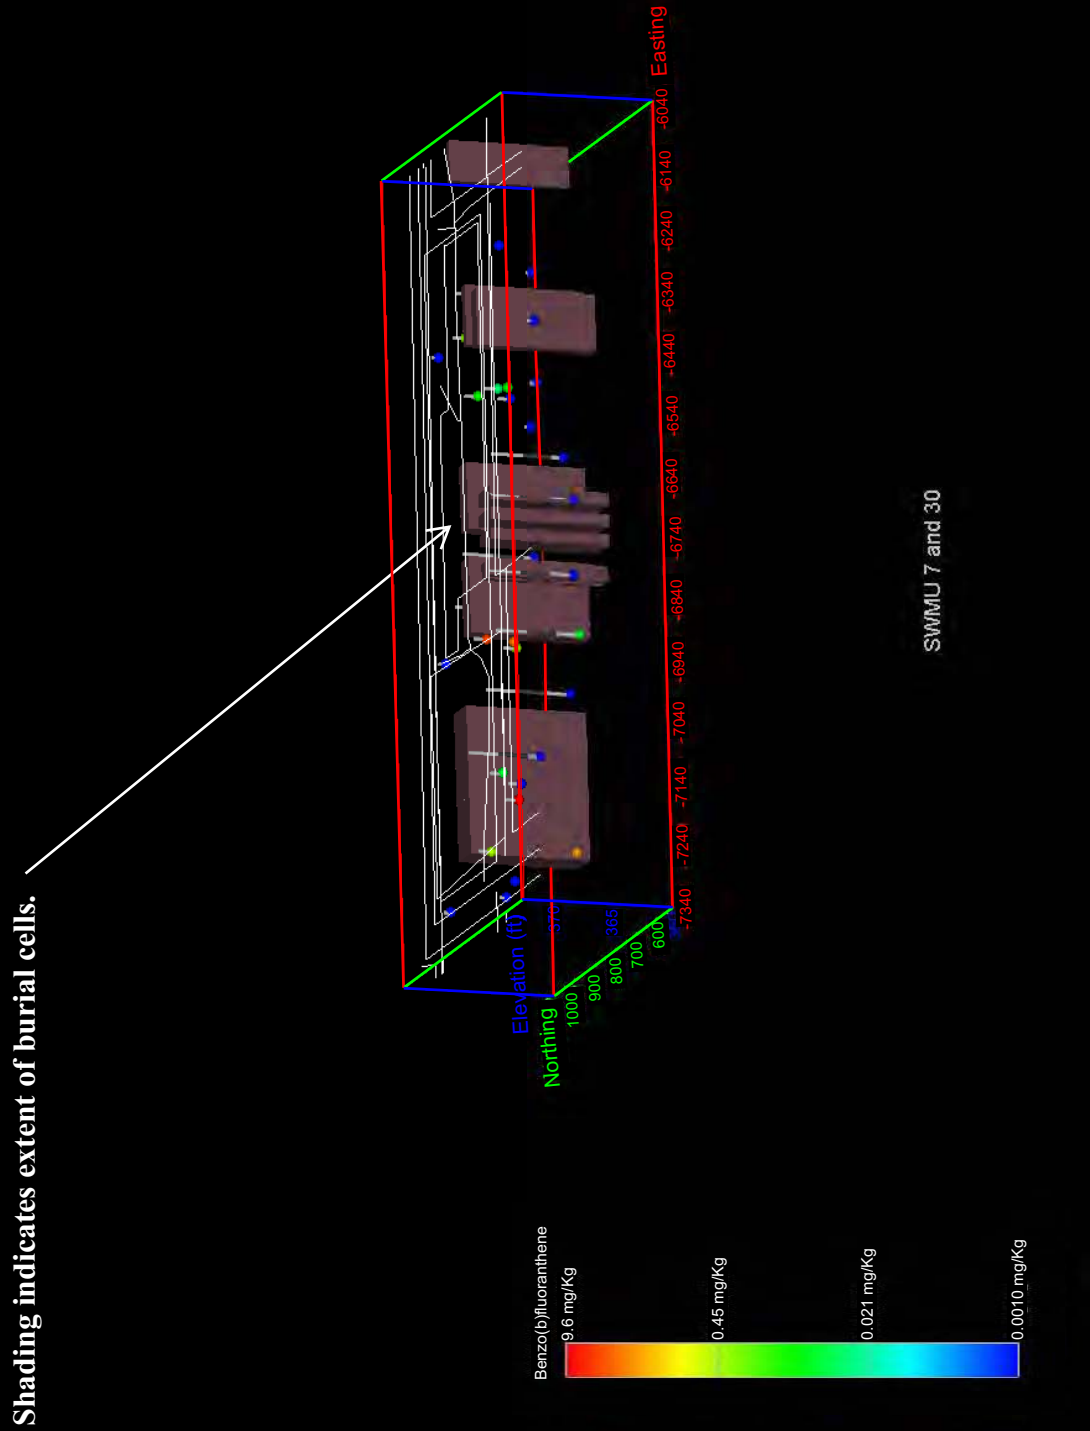 Shading indicates extent of burial cells.
Easting
-6040
-6140
-6240
-6340
-6440
-6540
-6640
-6740
-6840
-6940
-7040
-7140
-7240
-7340
Elevation (ft)
370
365
Northing
1000
900
800
700
600
Benzo(b)fluoranthene
9.6 mg/Kg
0.45 mg/Kg
0.021 mg/Kg
0.0010 mg/Kg
SWMU 7 and 30